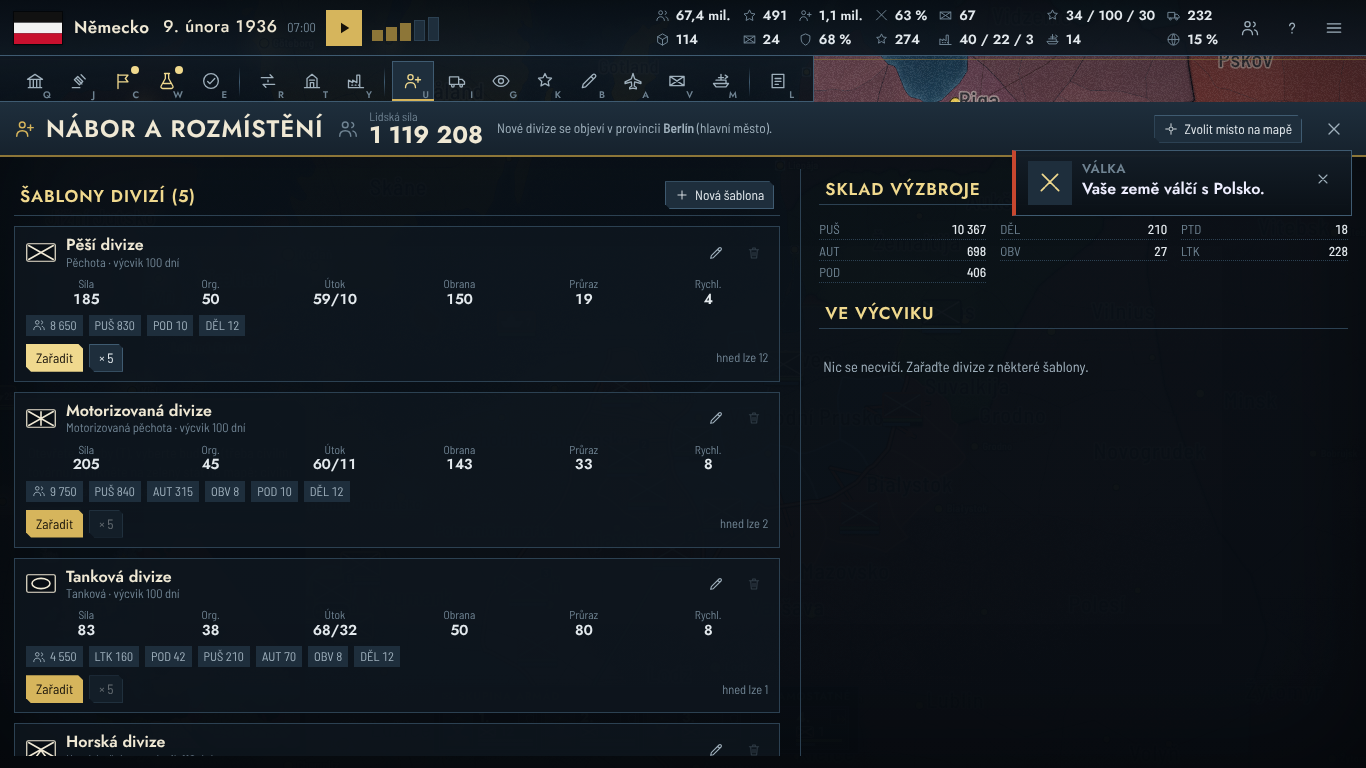 Německo 9. února 1936 07:00
67,4 mil. 491 1,1 mil. 63 % 67 34 / 100 / 30 232
114 24 68 % 274 40 / 22 / 3 14 15 %
?
Q J C W E R T Y U I G K B A V M L
Pskov
Riga
NÁBOR A ROZMÍSTĚNÍ
Lidská síla
1 119 208
Nové divize se objeví v provincii Berlín (hlavní město).
Zvolit místo na mapě
VÁLKA
Vaše země válčí s Polsko.
ŠABLONY DIVIZÍ (5)
Nová šablona
Pěší divize
Pěchota · výcvik 100 dní
Síla Org. Útok Obrana Průraz Rychl.
185 50 59/10 150 19 4
8 650 PUŠ 830 POD 10 DĚL 12
Zařadit ×5 hned lze 12
Motorizovaná divize
Motorizovaná pěchota · výcvik 100 dní
Síla Org. Útok Obrana Průraz Rychl.
205 45 60/11 143 33 8
9 750 PUŠ 840 AUT 315 OBV 8 POD 10 DĚL 12
Zařadit ×5 hned lze 2
Tanková divize
Tanková · výcvik 100 dní
Síla Org. Útok Obrana Průraz Rychl.
83 38 68/32 50 80 8
4 550 LTK 160 POD 42 PUŠ 210 AUT 70 OBV 8 DĚL 12
Zařadit ×5 hned lze 1
Horská divize
SKLAD VÝZBROJE
PUŠ 10 367 DĚL 210 PTD 18
AUT 698 OBV 27 LTK 228
POD 406
VE VÝCVIKU
Nic se necvičí. Zařaďte divize z některé šablony.